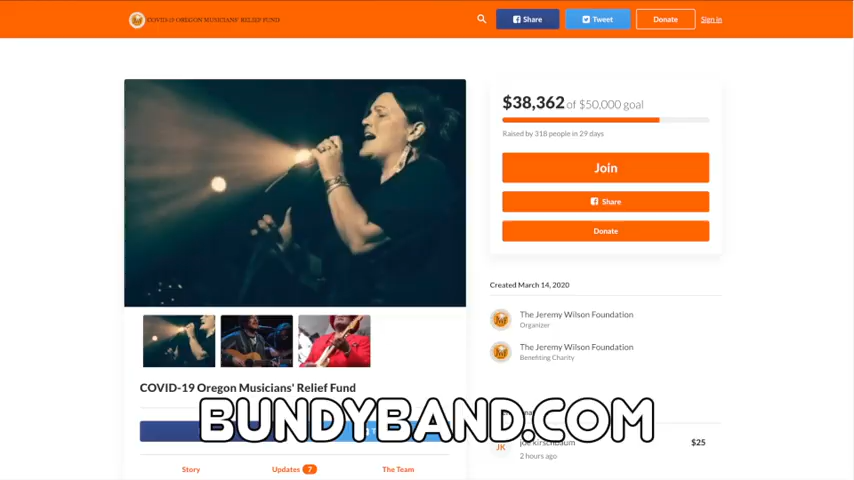 COVID-19 OREGON MUSICIANS' RELIEF FUND
Share
Tweet
Donate
Sign in
$38,362 of $50,000 goal
Raised by 318 people in 29 days
Join
Share
Donate
Created March 14, 2020
The Jeremy Wilson Foundation
Organizer
The Jeremy Wilson Foundation
Benefiting Charity
COVID-19 Oregon Musicians' Relief Fund
BUNDYBAND.COM
JK
joe kirschbaum
$25
2 hours ago
Story
Updates 7
The Team